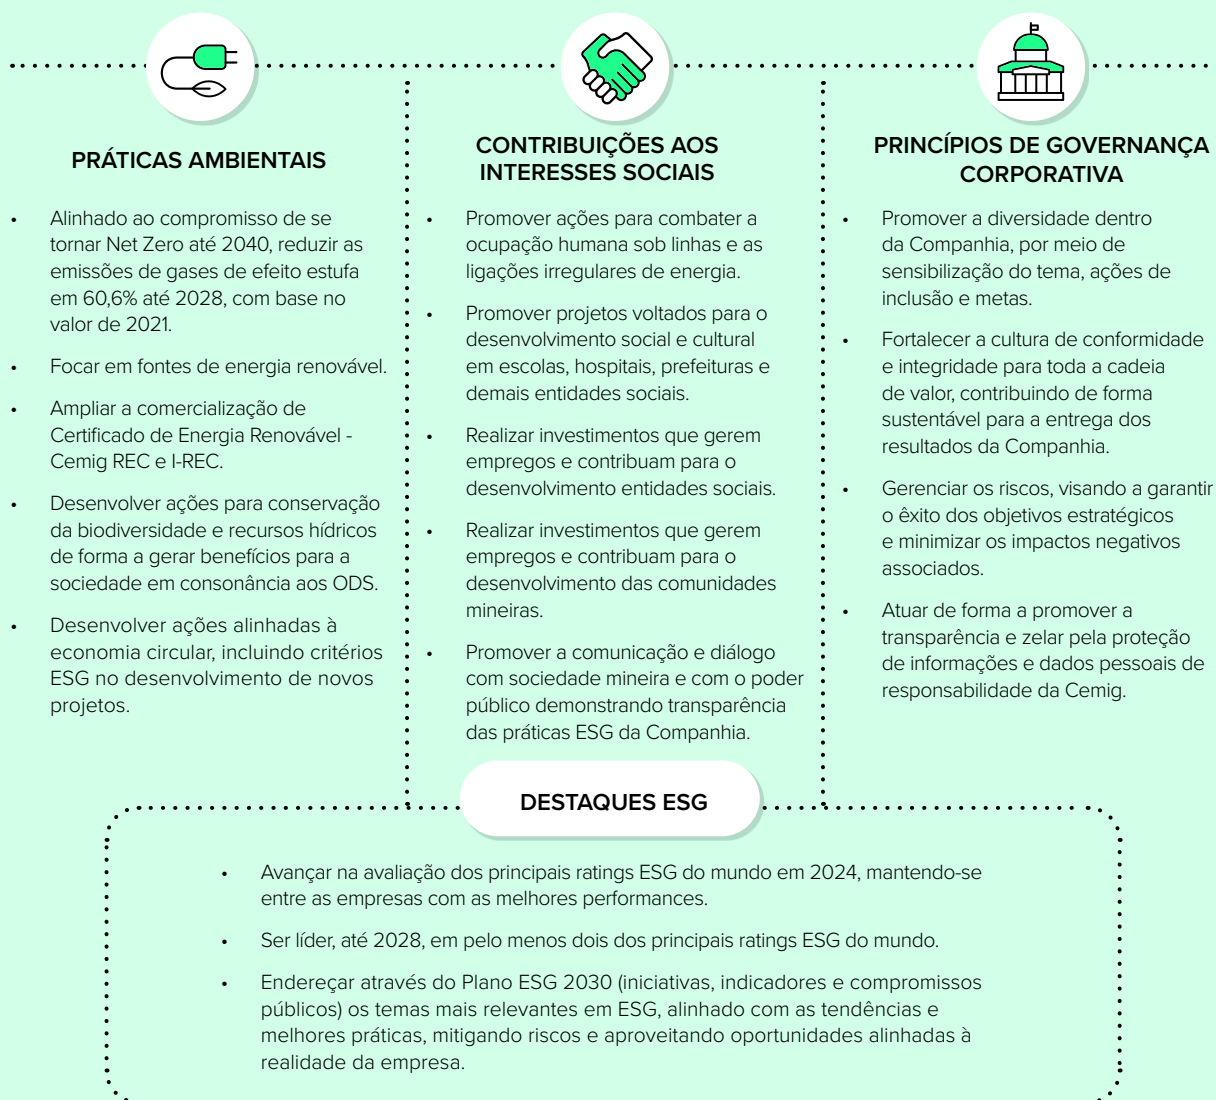 PRÁTICAS AMBIENTAIS
• Alinhado ao compromisso de se
tornar Net Zero até 2040, reduzir as
emissões de gases de efeito estufa
em 60,6% até 2028, com base no
valor de 2021.
• Focar em fontes de energia renovável.
• Ampliar a comercialização de
Certificado de Energia Renovável -
Cemig REC e I-REC.
• Desenvolver ações para conservação
da biodiversidade e recursos hídricos
de forma a gerar benefícios para a
sociedade em consonância aos ODS.
• Desenvolver ações alinhadas à
economia circular, incluindo critérios
ESG no desenvolvimento de novos
projetos.
CONTRIBUIÇÕES AOS
INTERESSES SOCIAIS
• Promover ações para combater a
ocupação humana sob linhas e as
ligações irregulares de energia.
• Promover projetos voltados para o
desenvolvimento social e cultural
em escolas, hospitais, prefeituras e
demais entidades sociais.
• Realizar investimentos que gerem
empregos e contribuam para o
desenvolvimento entidades sociais.
• Realizar investimentos que gerem
empregos e contribuam para o
desenvolvimento das comunidades
mineiras.
• Promover a comunicação e diálogo
com sociedade mineira e com o poder
público demonstrando transparência
das práticas ESG da Companhia.
PRINCÍPIOS DE GOVERNANÇA
CORPORATIVA
• Promover a diversidade dentro
da Companhia, por meio de
sensibilização do tema, ações de
inclusão e metas.
• Fortalecer a cultura de conformidade
e integridade para toda a cadeia
de valor, contribuindo de forma
sustentável para a entrega dos
resultados da Companhia.
• Gerenciar os riscos, visando a garantir
o êxito dos objetivos estratégicos
e minimizar os impactos negativos
associados.
• Atuar de forma a promover a
transparência e zelar pela proteção
de informações e dados pessoais de
responsabilidade da Cemig.
DESTAQUES ESG
• Avançar na avaliação dos principais ratings ESG do mundo em 2024, mantendo-se
entre as empresas com as melhores performances.
• Ser líder, até 2028, em pelo menos dois dos principais ratings ESG do mundo.
• Endereçar através do Plano ESG 2030 (iniciativas, indicadores e compromissos
públicos) os temas mais relevantes em ESG, alinhado com as tendências e
melhores práticas, mitigando riscos e aproveitando oportunidades alinhadas à
realidade da empresa.